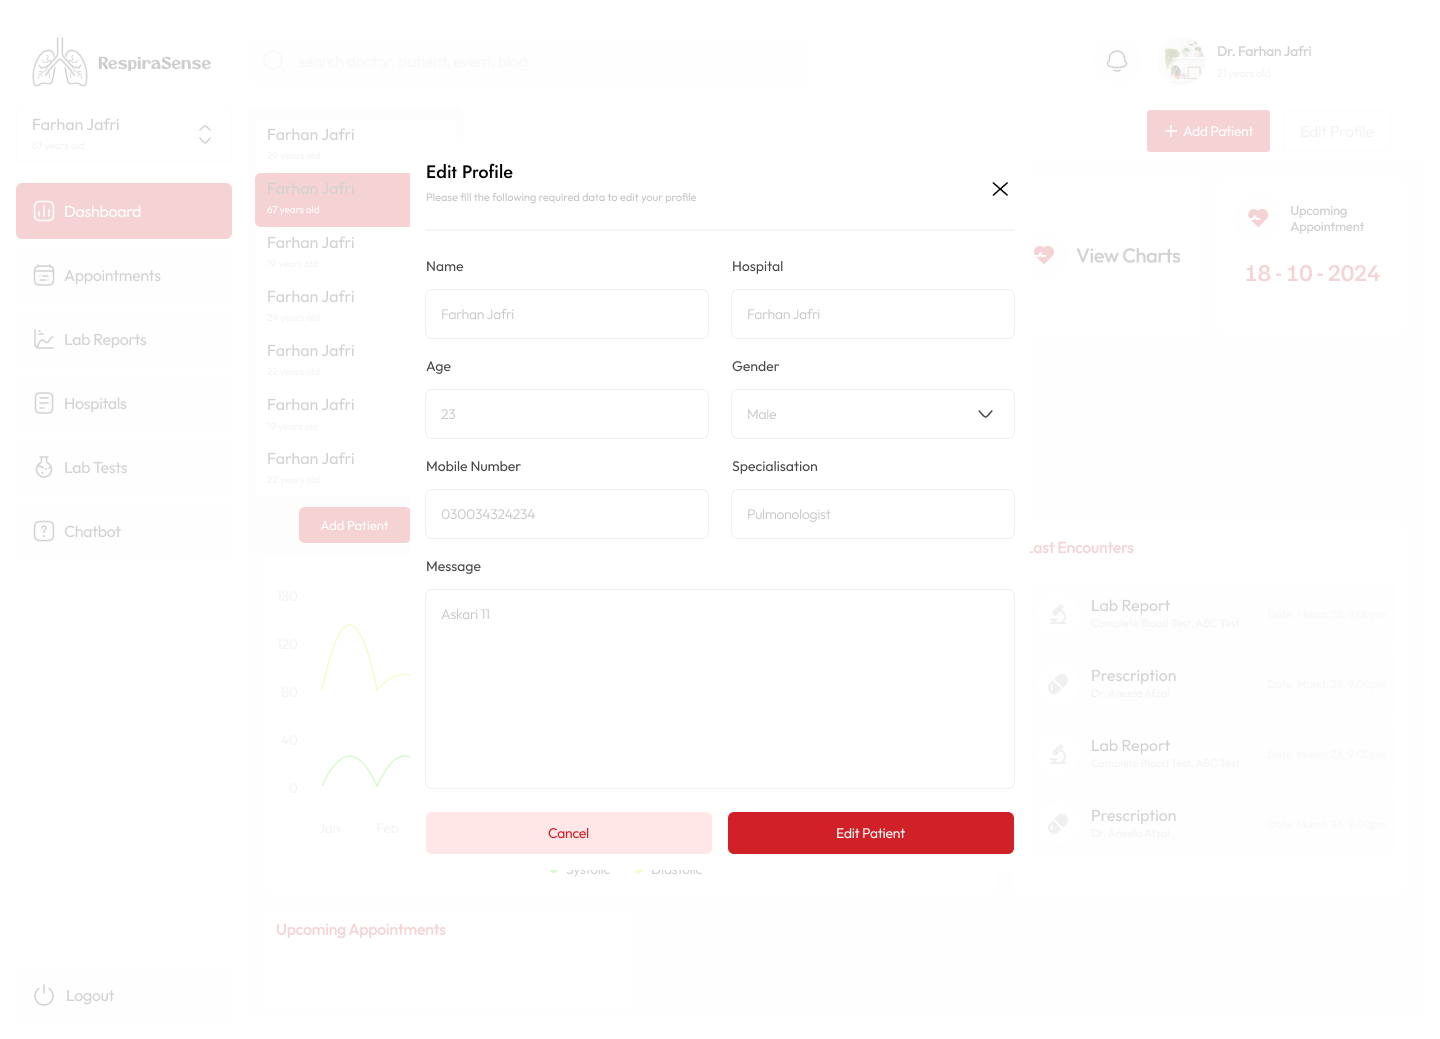 RespiraSense
search doctor, patient, event, blog
Dr. Farhan Jafri
21 years old
Farhan Jafri
67 years old
Dashboard
Appointments
Lab Reports
Hospitals
Lab Tests
Chatbot
Logout
Farhan Jafri
29 years old
Farhan Jafri
67 years old
Farhan Jafri
19 years old
Farhan Jafri
29 years old
Farhan Jafri
22 years old
Farhan Jafri
19 years old
Farhan Jafri
22 years old
Add Patient
Add Patient
Edit Profile
View Charts
Upcoming
Appointment
18 - 10 - 2024
Edit Profile
Please fill the following required data to edit your profile
Name
Hospital
Farhan Jafri
Farhan Jafri
Age
Gender
23
Male
Mobile Number
Specialisation
030034324234
Pulmonologist
Message
Askari 11
Cancel
Edit Patient
180
120
80
40
0
Jan
Feb
Systolic
Diastolic
Last Encounters
Lab Report
Complete Blood Test, ABC Test
Date: March 28, 9:00pm
Prescription
Dr. Aneela Afzal
Date: March 28, 9:00pm
Lab Report
Complete Blood Test, ABC Test
Date: March 28, 9:00pm
Prescription
Dr. Aneela Afzal
Date: March 28, 9:00pm
Upcoming Appointments